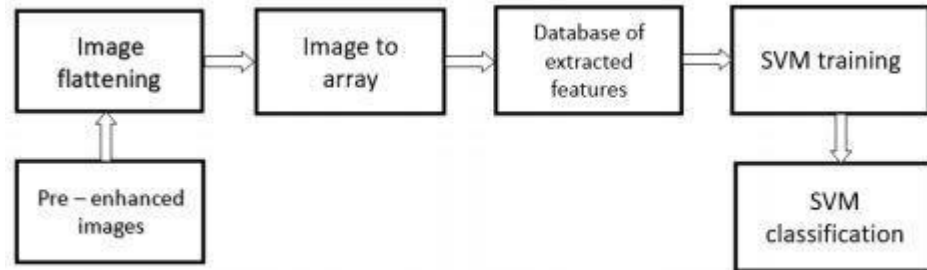 Image
flattening
Image to
array
Database of
extracted
features
SVM training
Pre – enhanced
images
SVM
classification